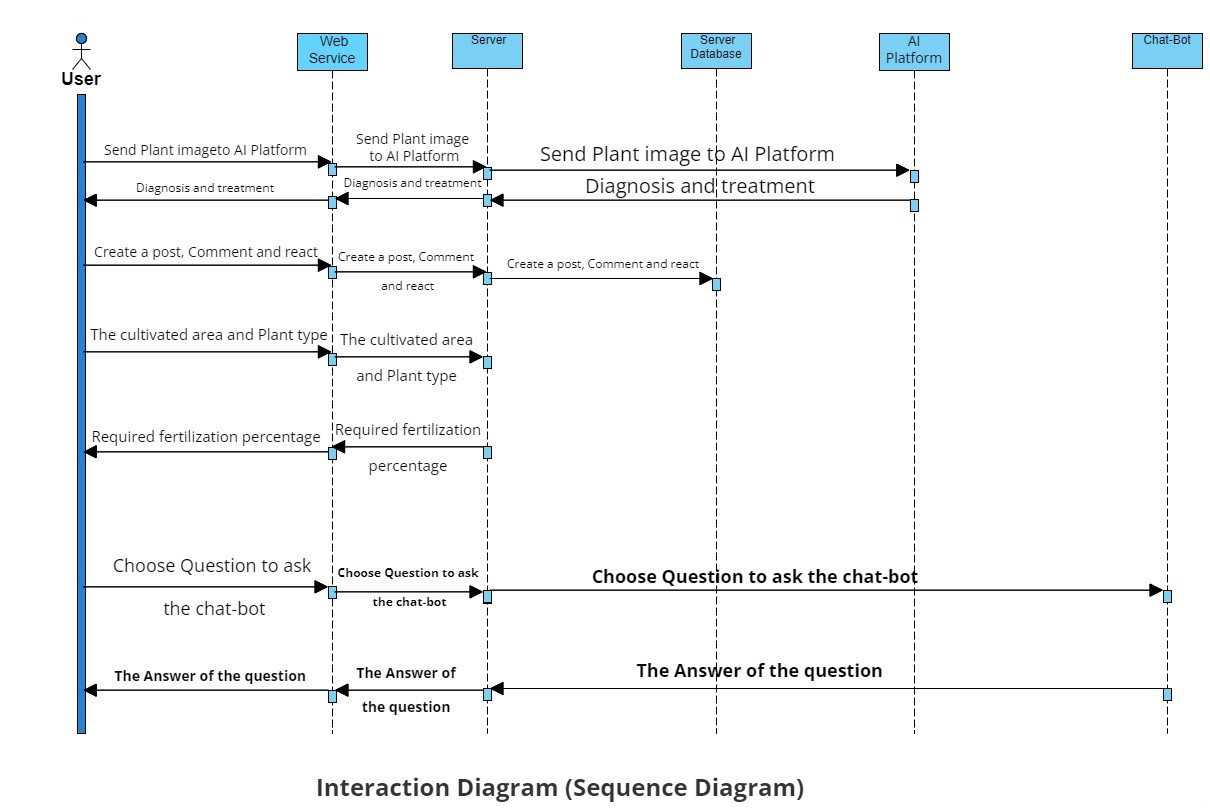 User
Web
Service
Server
Server
Database
AI
Platform
Chat-Bot
Send Plant imageto AI Platform
Send Plant image
to AI Platform
Send Plant image to AI Platform
Diagnosis and treatment
Diagnosis and treatment
Diagnosis and treatment
Create a post, Comment and react
Create a post, Comment
and react
Create a post, Comment and react
The cultivated area and Plant type
The cultivated area
and Plant type
Required fertilization percentage
Required fertilization
percentage
Choose Question to ask
the chat-bot
Choose Question to ask
the chat-bot
Choose Question to ask the chat-bot
The Answer of the question
The Answer of
the question
The Answer of the question
Interaction Diagram (Sequence Diagram)